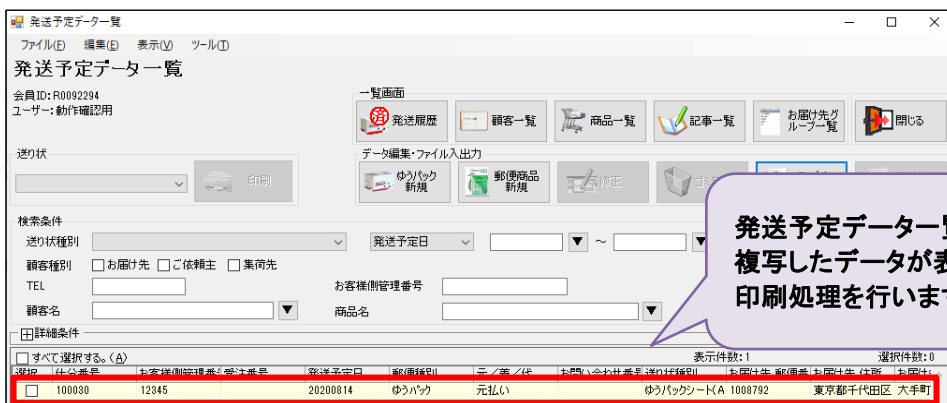 発送予定データ一覧
ファイル(F) 編集(E) 表示(V) ツール(T)
発送予定データ一覧
会員ID:R0092294
ユーザー:動作確認用
一覧画面
済 発送履歴 顧客一覧 商品一覧 記事一覧 お届け先グループ一覧 閉じる
送り状
印刷
データ編集・ファイル入出力
ゆうパック新規 郵便商品新規 修正
検索条件
送り状種別 発送予定日 ～
顧客種別 お届け先 ご依頼主 集荷先
TEL お客様側管理番号
顧客名 商品名
詳細条件
発送予定データ一
複写したデータが
印刷処理を行いま
すべて選択する。(A) 表示件数:1 選択件数:0
選択 仕分番号 お客様側管理番 受注番号 発送予定日 郵便種別 元/着/代 お問い合わせ番号 送り状種別 お届け先 郵便番 お届け先 住所 お届け
100030 12345 20200814 ゆうパック 元払い ゆうパックシート(A 1008792 東京都千代田区 大手町